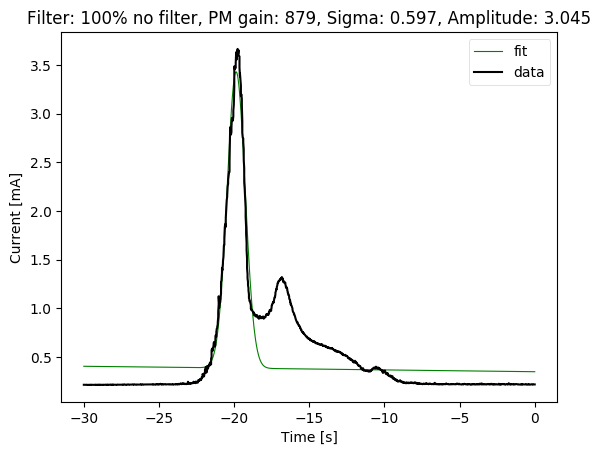 Filter: 100% no filter, PM gain: 879, Sigma: 0.597, Amplitude: 3.045
fit
data
3.5
3.0
2.5
2.0
1.5
1.0
0.5
Current [mA]
−30 −25 −20 −15 −10 −5 0
Time [s]